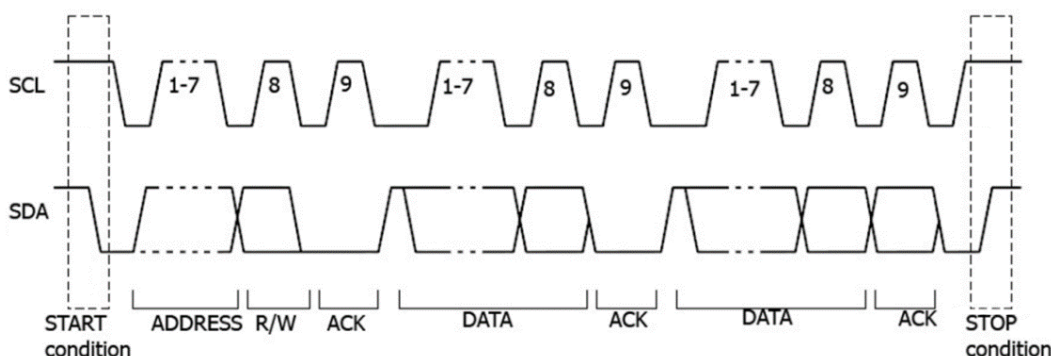 SCL
1-7
8
9
1-7
8
9
1-7
8
9
SDA
START
condition
ADDRESS
R/W
ACK
DATA
ACK
DATA
ACK
STOP
condition